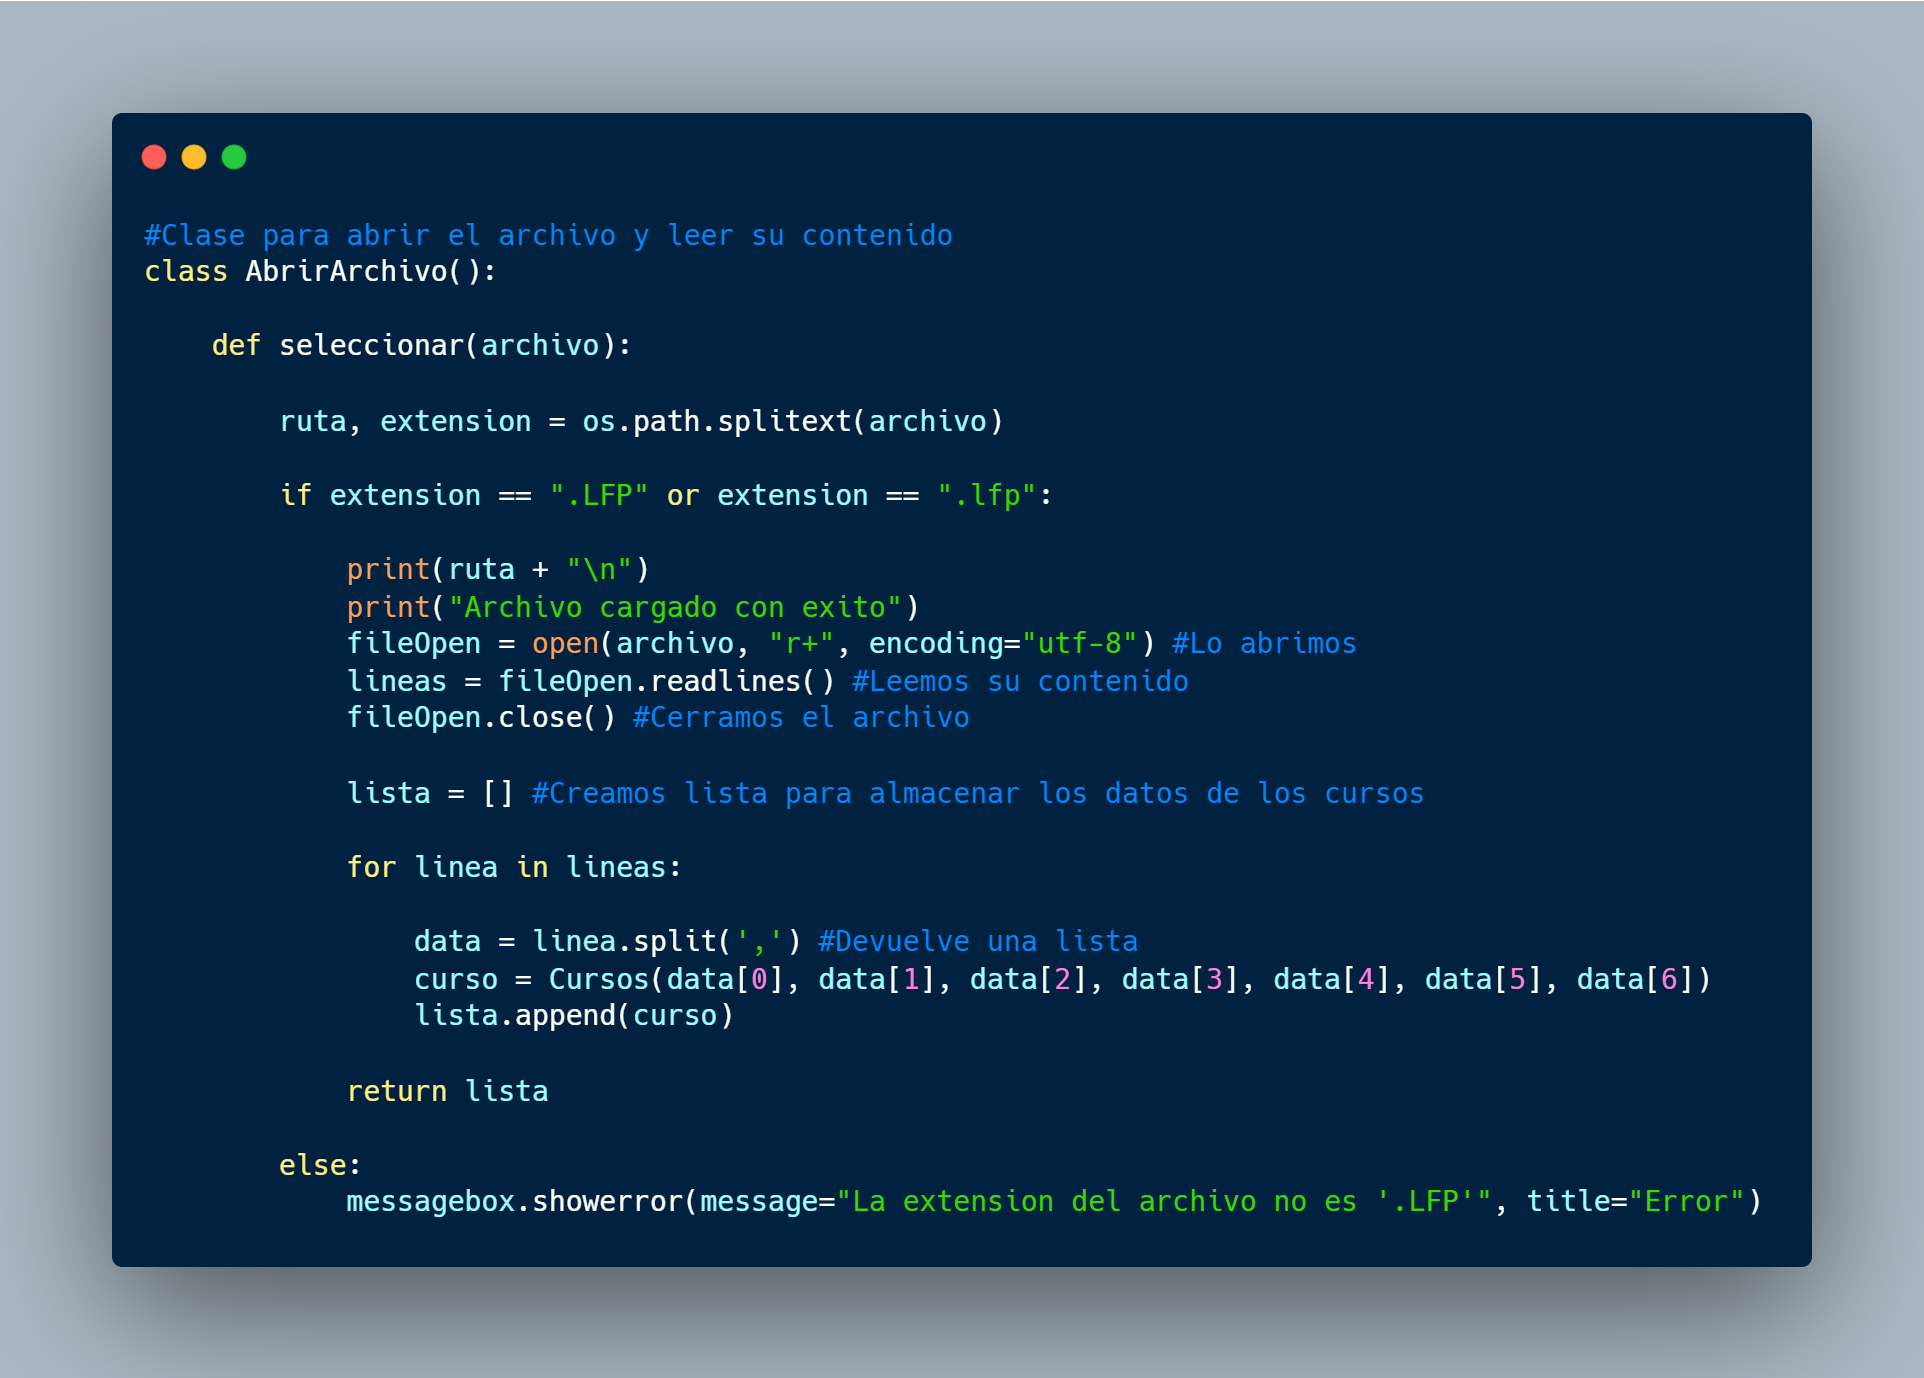 #Clase para abrir el archivo y leer su contenido
class AbrirArchivo():
def seleccionar(archivo):
ruta, extension = os.path.splitext(archivo)
if extension == ".LFP" or extension == ".lfp":
print(ruta + "\n")
print("Archivo cargado con exito")
fileOpen = open(archivo, "r+", encoding="utf-8") #Lo abrimos
lineas = fileOpen.readlines() #Leemos su contenido
fileOpen.close() #Cerramos el archivo
lista = [] #Creamos lista para almacenar los datos de los cursos
for linea in lineas:
data = linea.split(',') #Devuelve una lista
curso = Cursos(data[0], data[1], data[2], data[3], data[4], data[5], data[6])
lista.append(curso)
return lista
else:
messagebox.showerror(message="La extension del archivo no es '.LFP'", title="Error")